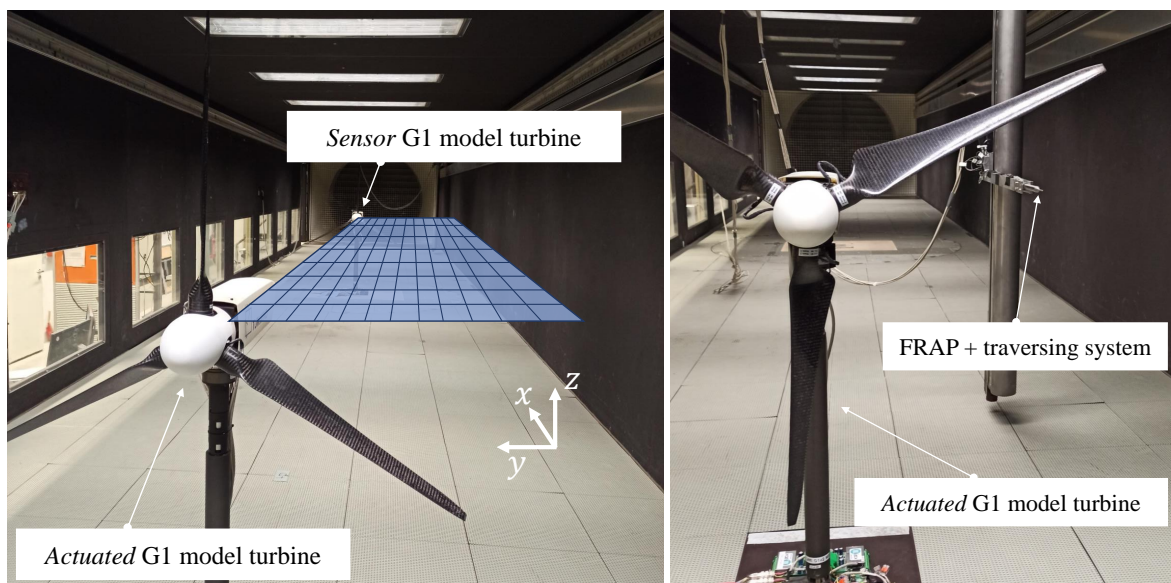 Sensor G1 model turbine
z
x
y
Actuated G1 model turbine
FRAP + traversing system
Actuated G1 model turbine